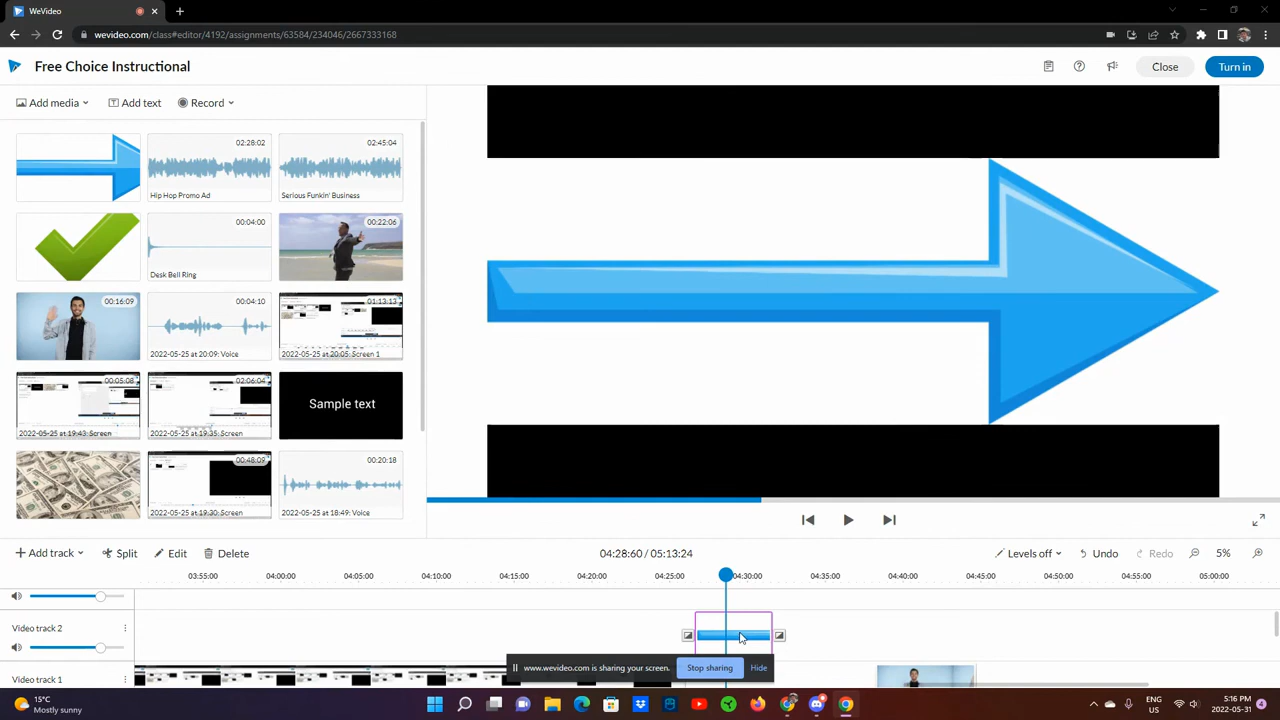 WeVideo
wevideo.com/class#editor/4192/assignments/63584/234046/2667333168
Free Choice Instructional
Close
Turn in
Add media
Add text
Record
02:28:02
02:45:04
Hip Hop Promo Ad
Serious Funkin' Business
00:04:00
00:22:06
Desk Bell Ring
00:16:09
00:04:10
01:13:13
2022-05-25 at 20:09: Voice
2022-05-25 at 20:05: Screen 1
00:05:08
02:06:04
Sample text
2022-05-25 at 19:43: Screen
2022-05-25 at 19:35: Screen
00:48:09
00:20:18
2022-05-25 at 19:30: Screen
2022-05-25 at 18:49: Voice
Add track
Split
Edit
Delete
04:28:60 / 05:13:24
Levels off
Undo
Redo
5%
03:55:00
04:00:00
04:05:00
04:10:00
04:15:00
04:20:00
04:25:00
04:30:00
04:35:00
04:40:00
04:45:00
04:50:00
04:55:00
05:00:00
Video track 2
www.wevideo.com is sharing your screen.
Stop sharing
Hide
Video track 1
15°C
Mostly sunny
ENG
US
5:16 PM
2022-05-31